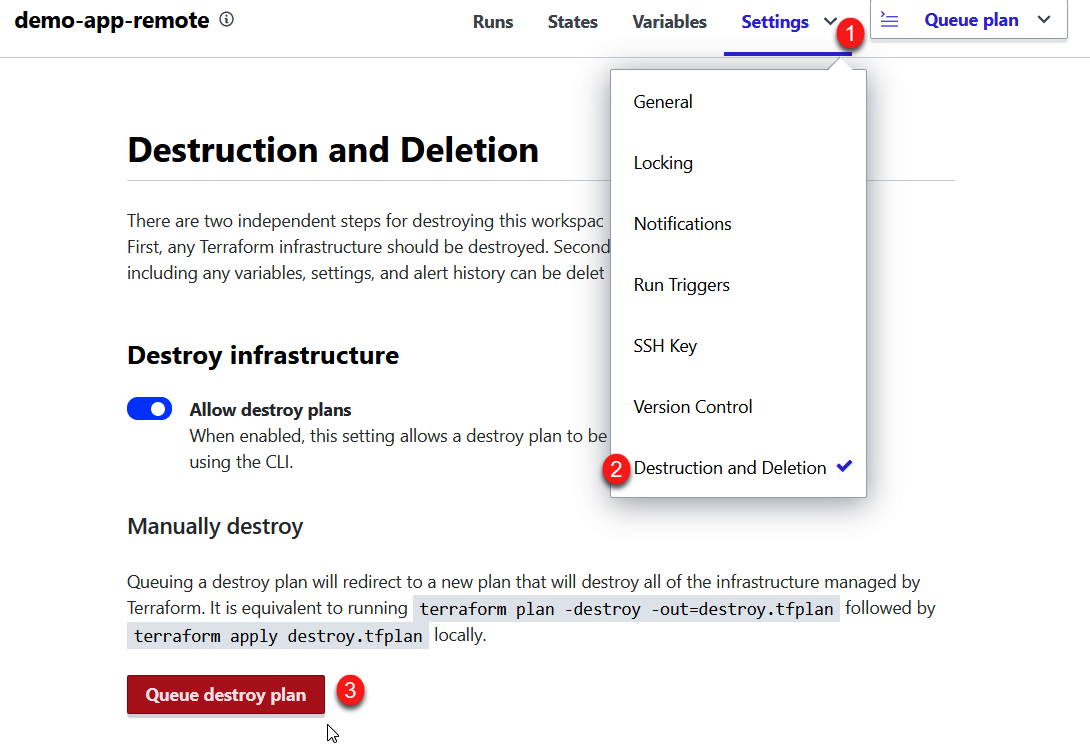 demo-app-remote
Runs States Variables Settings 1 Queue plan
General
Locking
Notifications
Run Triggers
SSH Key
Version Control
2 Destruction and Deletion
Destruction and Deletion
There are two independent steps for destroying this workspac
First, any Terraform infrastructure should be destroyed. Second
including any variables, settings, and alert history can be delet
Destroy infrastructure
Allow destroy plans
When enabled, this setting allows a destroy plan to be
using the CLI.
Manually destroy
Queuing a destroy plan will redirect to a new plan that will destroy all of the infrastructure managed by
Terraform. It is equivalent to running terraform plan -destroy -out=destroy.tfplan followed by
terraform apply destroy.tfplan locally.
Queue destroy plan 3